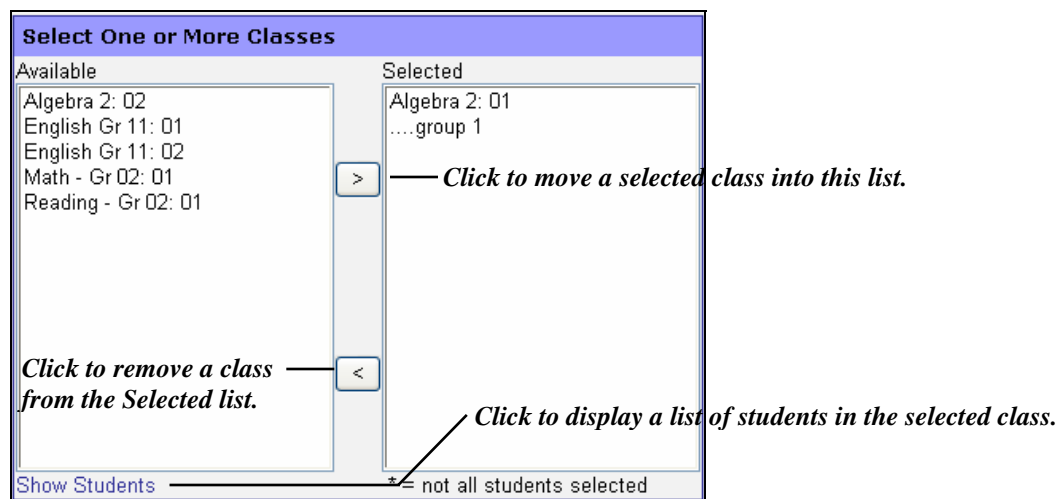 Select One or More Classes
Available
Selected
Algebra 2: 02
English Gr 11: 01
English Gr 11: 02
Math - Gr 02: 01
Reading - Gr 02: 01
Algebra 2: 01
....group 1
>
Click to move a selected class into this list.
Click to remove a class
from the Selected list.
<
Click to display a list of students in the selected class.
Show Students
* = not all students selected